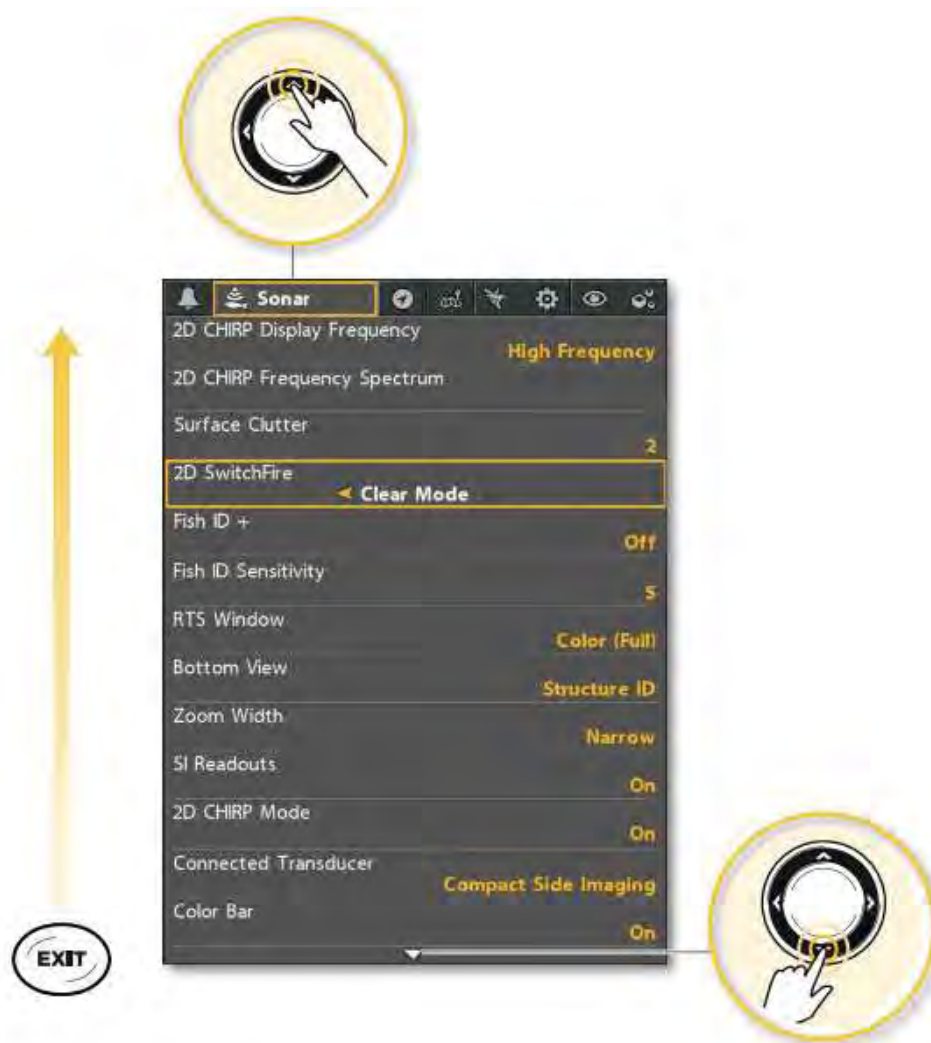 Sonar
2D CHIRP Display Frequency
High Frequency
2D CHIRP Frequency Spectrum
Surface Clutter
2
2D SwitchFire
Clear Mode
Fish ID +
Off
Fish ID Sensitivity
5
RTS Window
Color (Full)
Bottom View
Structure ID
Zoom Width
Narrow
SI Readouts
On
2D CHIRP Mode
On
Connected Transducer
Compact Side Imaging
Color Bar
On
EXIT